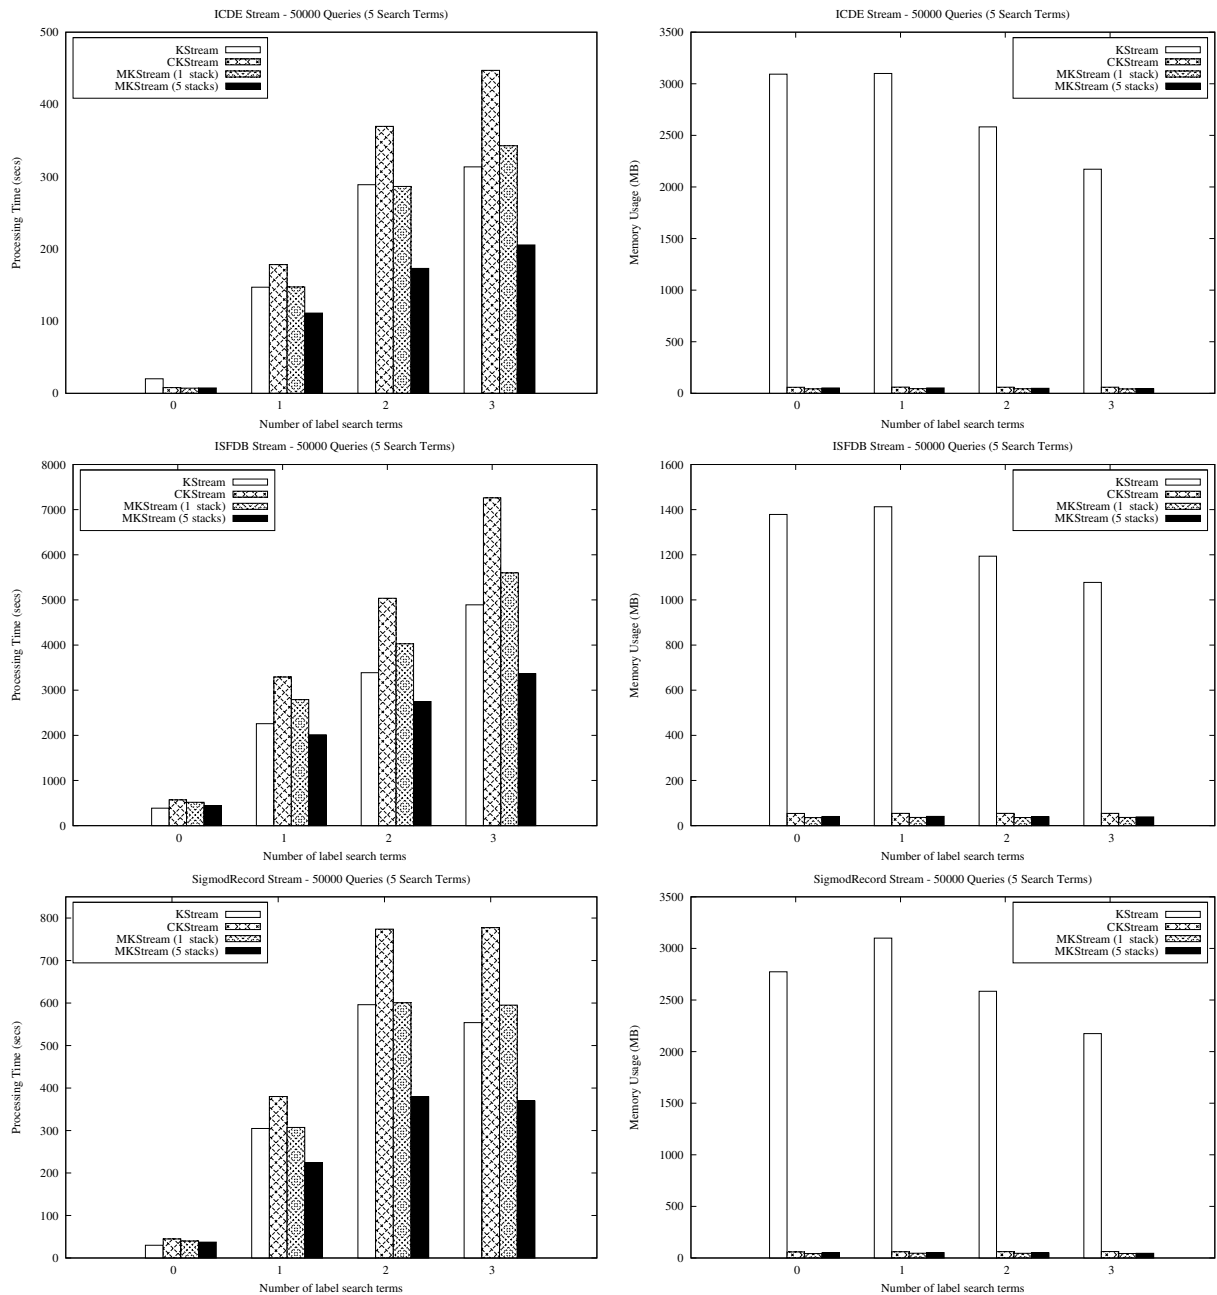 ICDE Stream - 50000 Queries (5 Search Terms)
500
400
300
200
100
0
Processing Time (secs)
KStream
CKStream
MKStream (1 stack)
MKStream (5 stacks)
0 1 2 3
Number of label search terms
ICDE Stream - 50000 Queries (5 Search Terms)
3500
3000
2500
2000
1500
1000
500
0
Memory Usage (MB)
KStream
CKStream
MKStream (1 stack)
MKStream (5 stacks)
0 1 2 3
Number of label search terms
ISFDB Stream - 50000 Queries (5 Search Terms)
8000
7000
6000
5000
4000
3000
2000
1000
0
Processing Time (secs)
KStream
CKStream
MKStream (1 stack)
MKStream (5 stacks)
0 1 2 3
Number of label search terms
ICDE Stream - 50000 Queries (5 Search Terms)
1600
1400
1200
1000
800
600
400
200
0
Memory Usage (MB)
KStream
CKStream
MKStream (1 stack)
MKStream (5 stacks)
0 1 2 3
Number of label search terms
SigmodRecord Stream - 50000 Queries (5 Search Terms)
800
700
600
500
400
300
200
100
0
Processing Time (secs)
KStream
CKStream
MKStream (1 stack)
MKStream (5 stacks)
0 1 2 3
Number of label search terms
SigmodRecord Stream - 50000 Queries (5 Search Terms)
3500
3000
2500
2000
1500
1000
500
0
Memory Usage (MB)
KStream
CKStream
MKStream (1 stack)
MKStream (5 stacks)
0 1 2 3
Number of label search terms